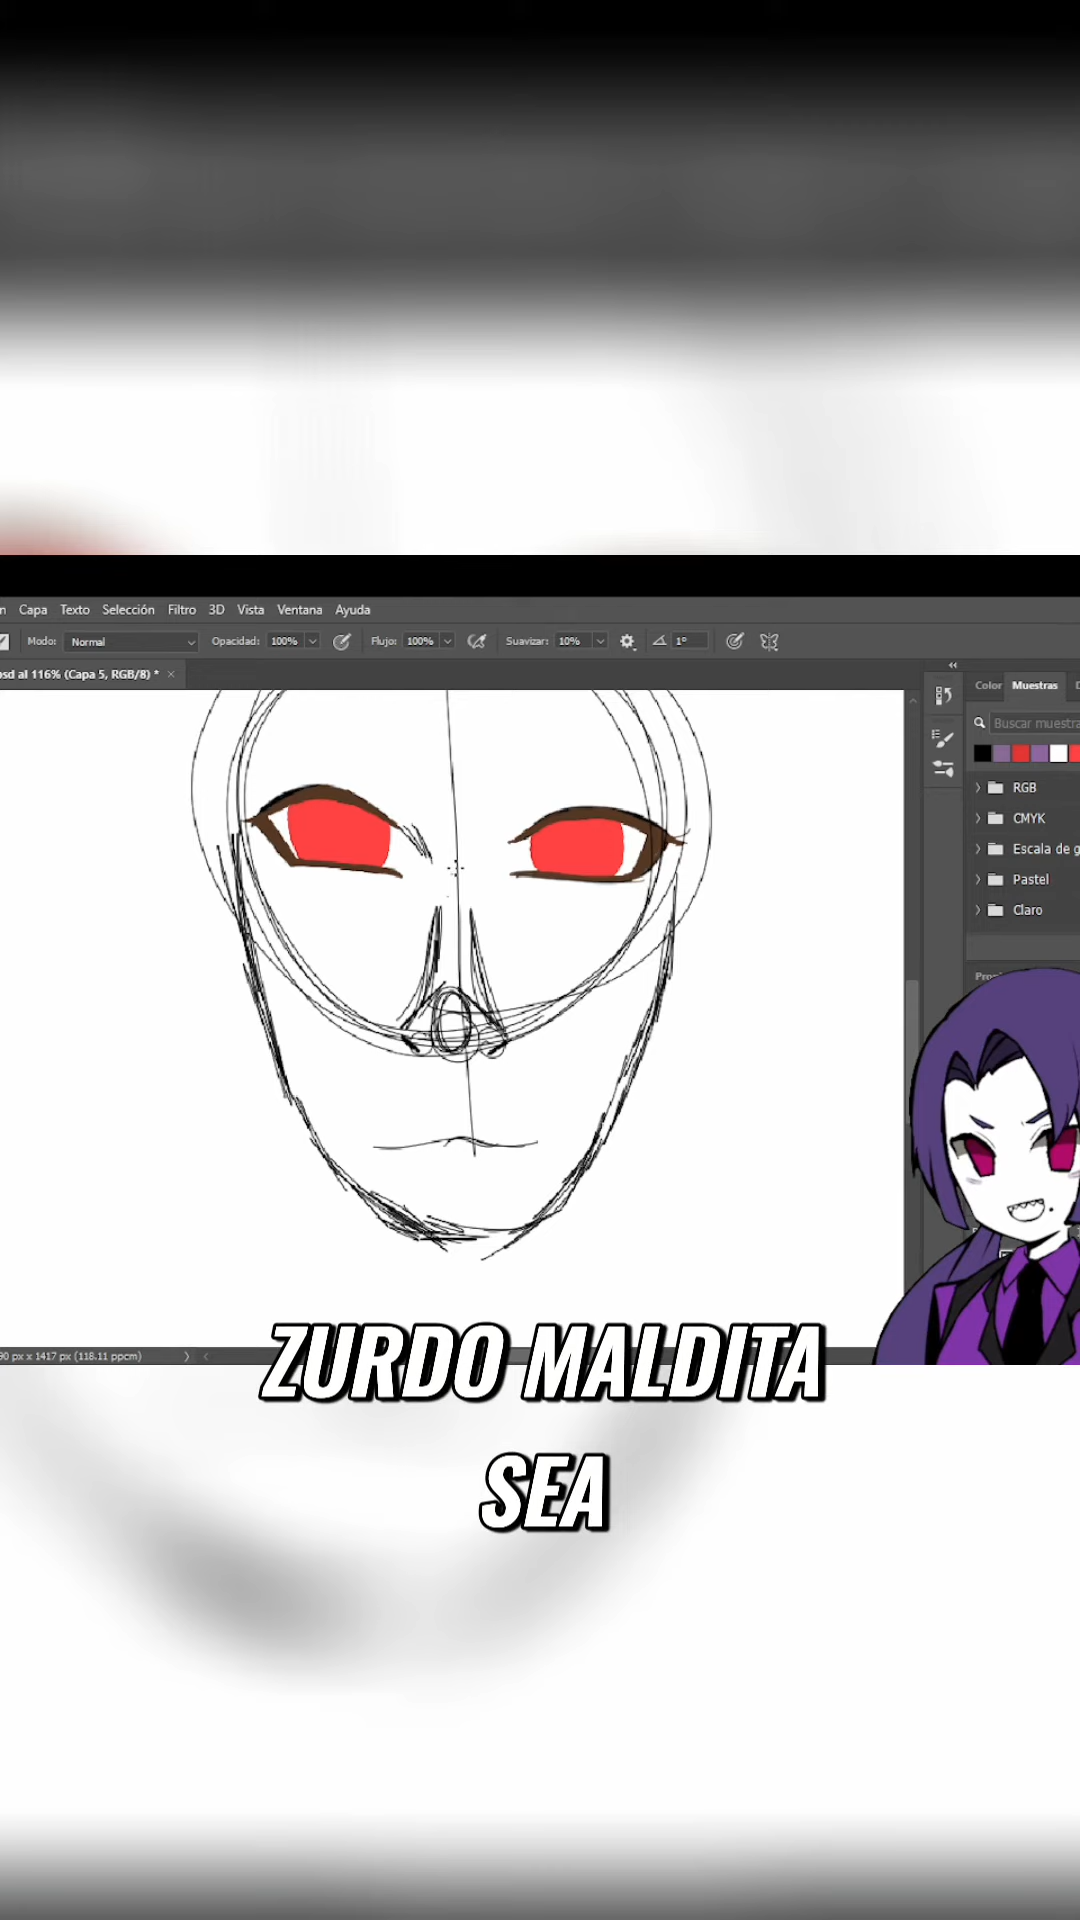 Capa Texto Selección Filtro 3D Vista Ventana Ayuda
Modo: Normal Opacidad: 100% Flujo: 100% Suavizar: 10% 1°
psd al 116% (Capa 5, RGB/8) * ×
Color Muestras
Buscar muestra
RGB
CMYK
Escala de g
Pastel
Claro
px x 1417 px (118.11 ppcm)
ZURDO MALDITA
SEA